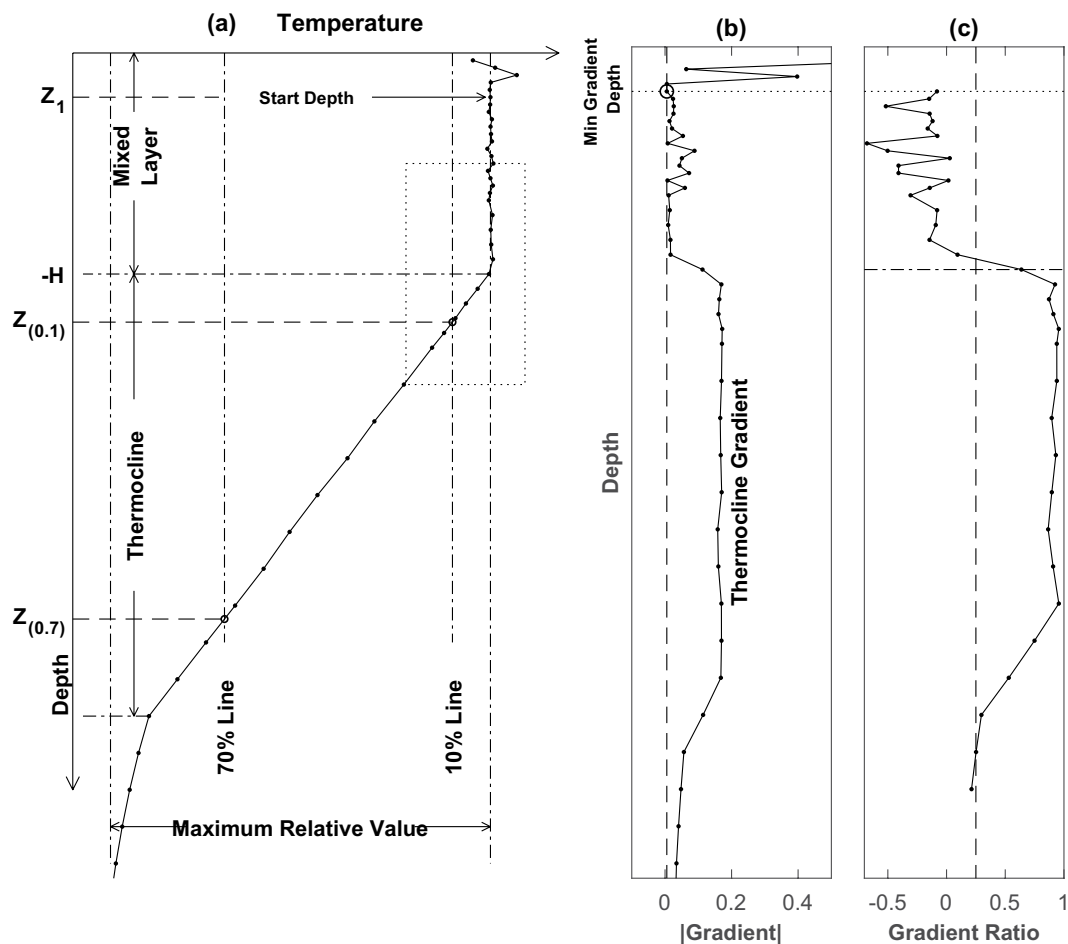 (a) Temperature
Z1
Start Depth
Mixed
Layer
-H
Z(0.1)
Thermocline
Z(0.7)
Depth
70% Line
10% Line
Maximum Relative Value
(b)
Min Gradient
Depth
Depth
Thermocline Gradient
0 0.2 0.4
|Gradient|
(c)
-0.5 0 0.5 1
Gradient Ratio